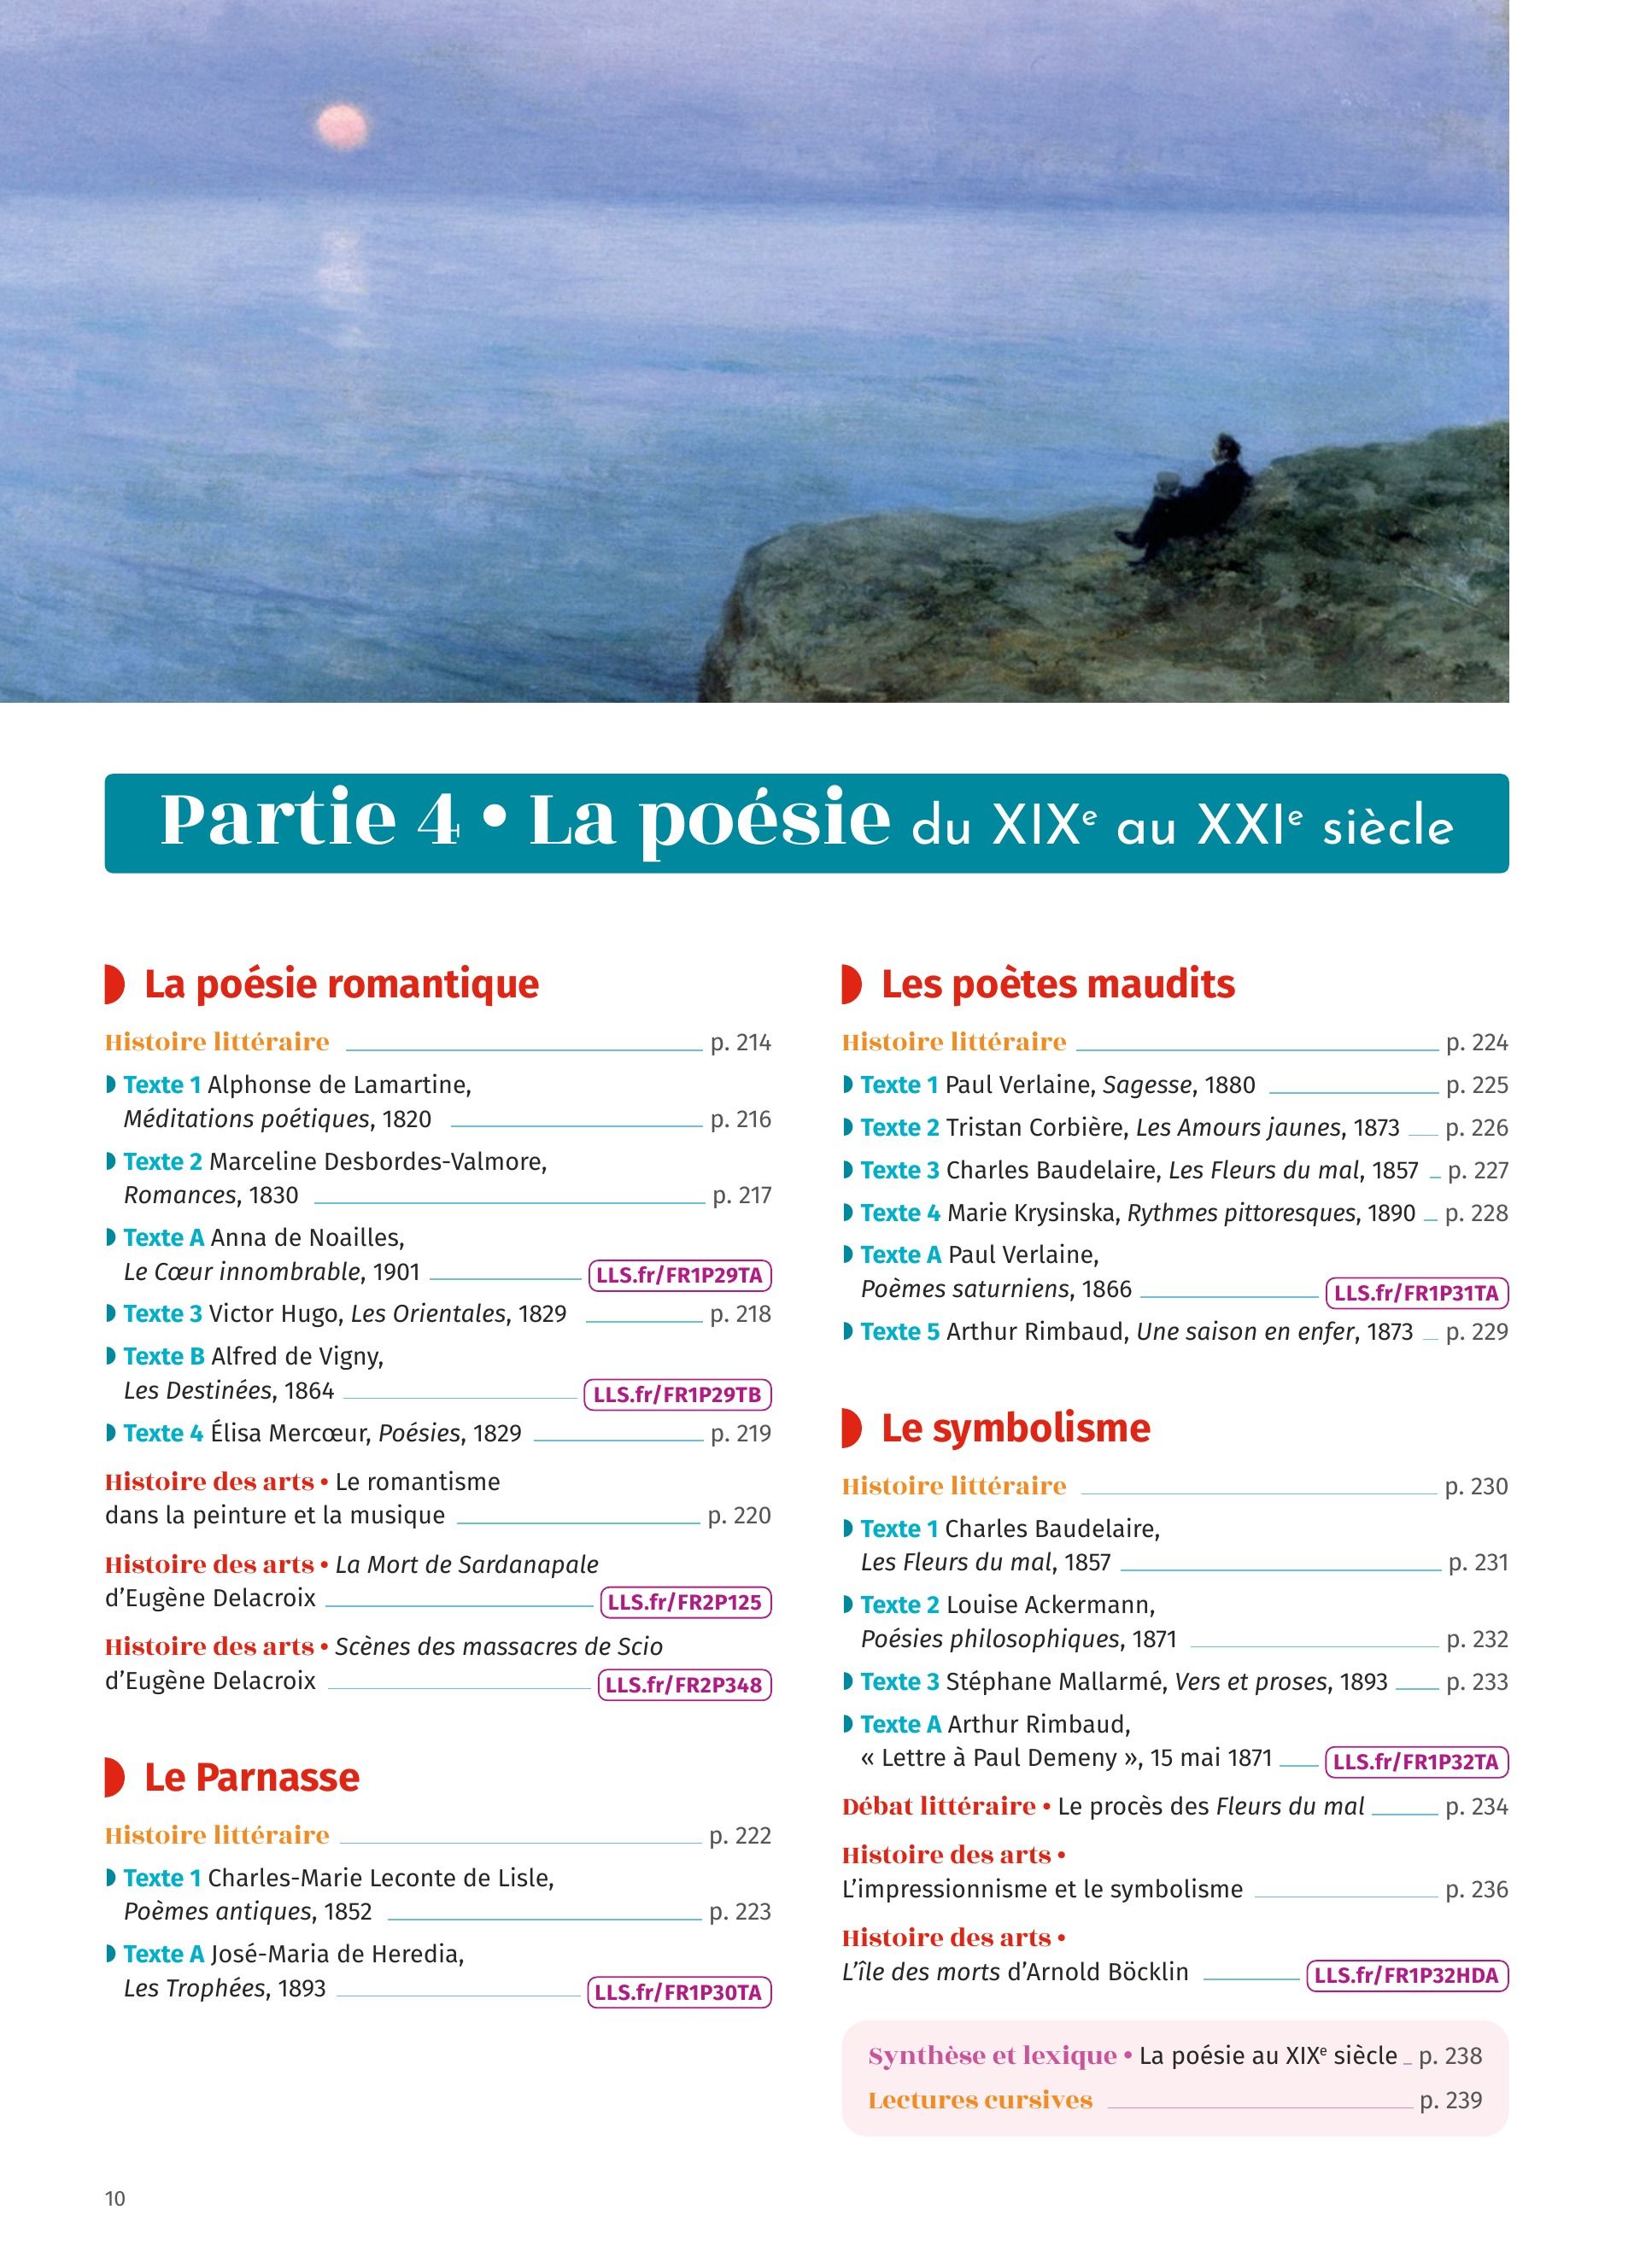 Partie 4 • La poésie du XIXe au XXIe siècle
La poésie romantique
Histoire littéraire p. 214
Texte 1 Alphonse de Lamartine,
Méditations poétiques, 1820 p. 216
Texte 2 Marceline Desbordes-Valmore,
Romances, 1830 p. 217
Texte A Anna de Noailles,
Le Cœur innombrable, 1901 LLS.fr/FR1P29TA
Texte 3 Victor Hugo, Les Orientales, 1829 p. 218
Texte B Alfred de Vigny,
Les Destinées, 1864 LLS.fr/FR1P29TB
Texte 4 Élisa Mercœur, Poésies, 1829 p. 219
Histoire des arts • Le romantisme
dans la peinture et la musique p. 220
Histoire des arts • La Mort de Sardanapale
d’Eugène Delacroix LLS.fr/FR2P125
Histoire des arts • Scènes des massacres de Scio
d’Eugène Delacroix LLS.fr/FR2P348
Le Parnasse
Histoire littéraire p. 222
Texte 1 Charles-Marie Leconte de Lisle,
Poèmes antiques, 1852 p. 223
Texte A José-Maria de Heredia,
Les Trophées, 1893 LLS.fr/FR1P30TA
Les poètes maudits
Histoire littéraire p. 224
Texte 1 Paul Verlaine, Sagesse, 1880 p. 225
Texte 2 Tristan Corbière, Les Amours jaunes, 1873 p. 226
Texte 3 Charles Baudelaire, Les Fleurs du mal, 1857 p. 227
Texte 4 Marie Krysinska, Rythmes pittoresques, 1890 p. 228
Texte A Paul Verlaine,
Poèmes saturniens, 1866 LLS.fr/FR1P31TA
Texte 5 Arthur Rimbaud, Une saison en enfer, 1873 p. 229
Le symbolisme
Histoire littéraire p. 230
Texte 1 Charles Baudelaire,
Les Fleurs du mal, 1857 p. 231
Texte 2 Louise Ackermann,
Poésies philosophiques, 1871 p. 232
Texte 3 Stéphane Mallarmé, Vers et proses, 1893 p. 233
Texte A Arthur Rimbaud,
« Lettre à Paul Demeny », 15 mai 1871 LLS.fr/FR1P32TA
Débat littéraire • Le procès des Fleurs du mal p. 234
Histoire des arts •
L’impressionnisme et le symbolisme p. 236
Histoire des arts •
L’île des morts d’Arnold Böcklin LLS.fr/FR1P32HDA
Synthèse et lexique • La poésie au XIXe siècle p. 238
Lectures cursives p. 239
10